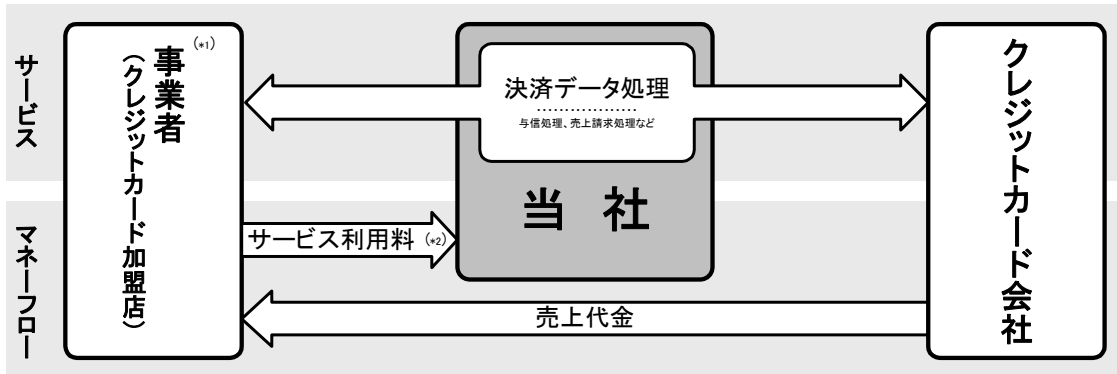 サービス
事業者
(*1)
（クレジットカード加盟店）
決済データ処理
与信処理、売上請求処理など
当 社
クレジットカード会社
マネーフロー
サービス利用料 (*2)
売上代金